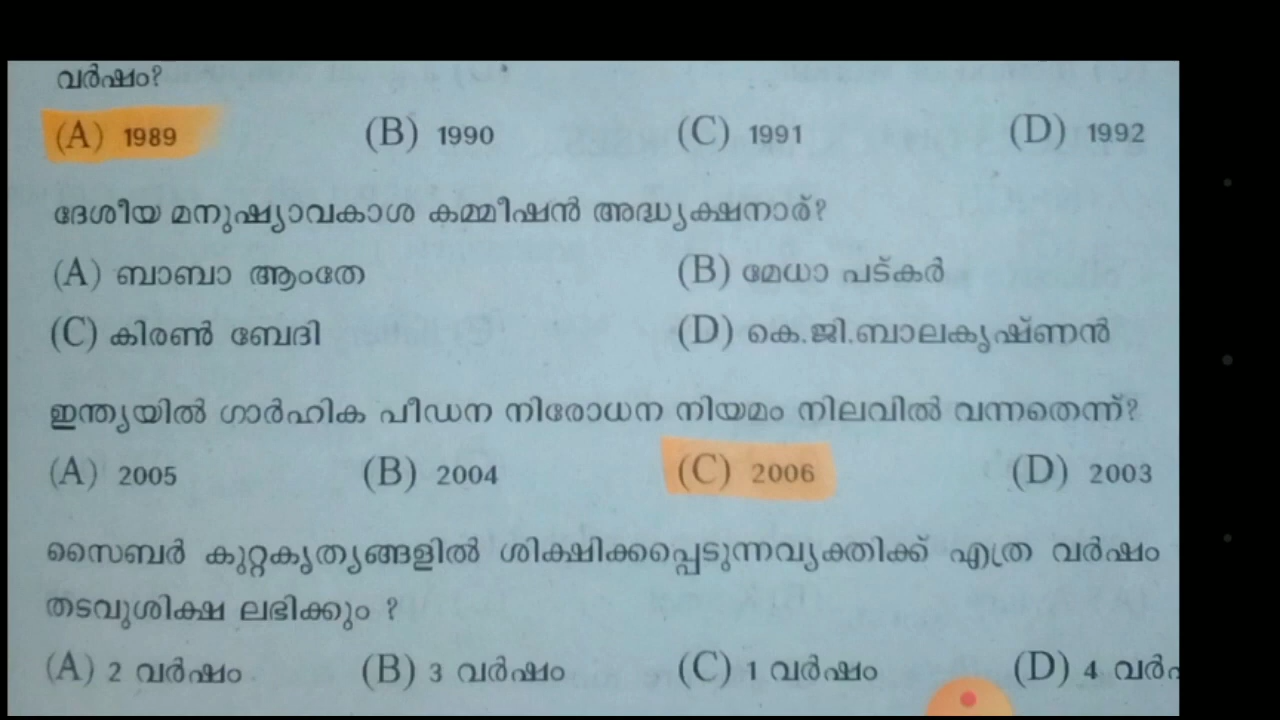 വർഷം?
(A) 1989 (B) 1990 (C) 1991 (D) 1992
ദേശീയ മനുഷ്യാവകാശ കമ്മീഷൻ അദ്ധ്യക്ഷനാര്?
(A) ബാബാ ആംതേ (B) മേധാ പട്കർ
(C) കിരൺ ബേദി (D) കെ.ജി.ബാലകൃഷ്ണൻ
ഇന്ത്യയിൽ ഗാർഹിക പീഡന നിരോധന നിയമം നിലവിൽ വന്നതെന്ന്?
(A) 2005 (B) 2004 (C) 2006 (D) 2003
സൈബർ കുറ്റകൃത്യങ്ങളിൽ ശിക്ഷിക്കപ്പെടുന്നവ്യക്തിക്ക് എത്ര വർഷം
തടവുശിക്ഷ ലഭിക്കും ?
(A) 2 വർഷം (B) 3 വർഷം (C) 1 വർഷം (D) 4 വർഷ